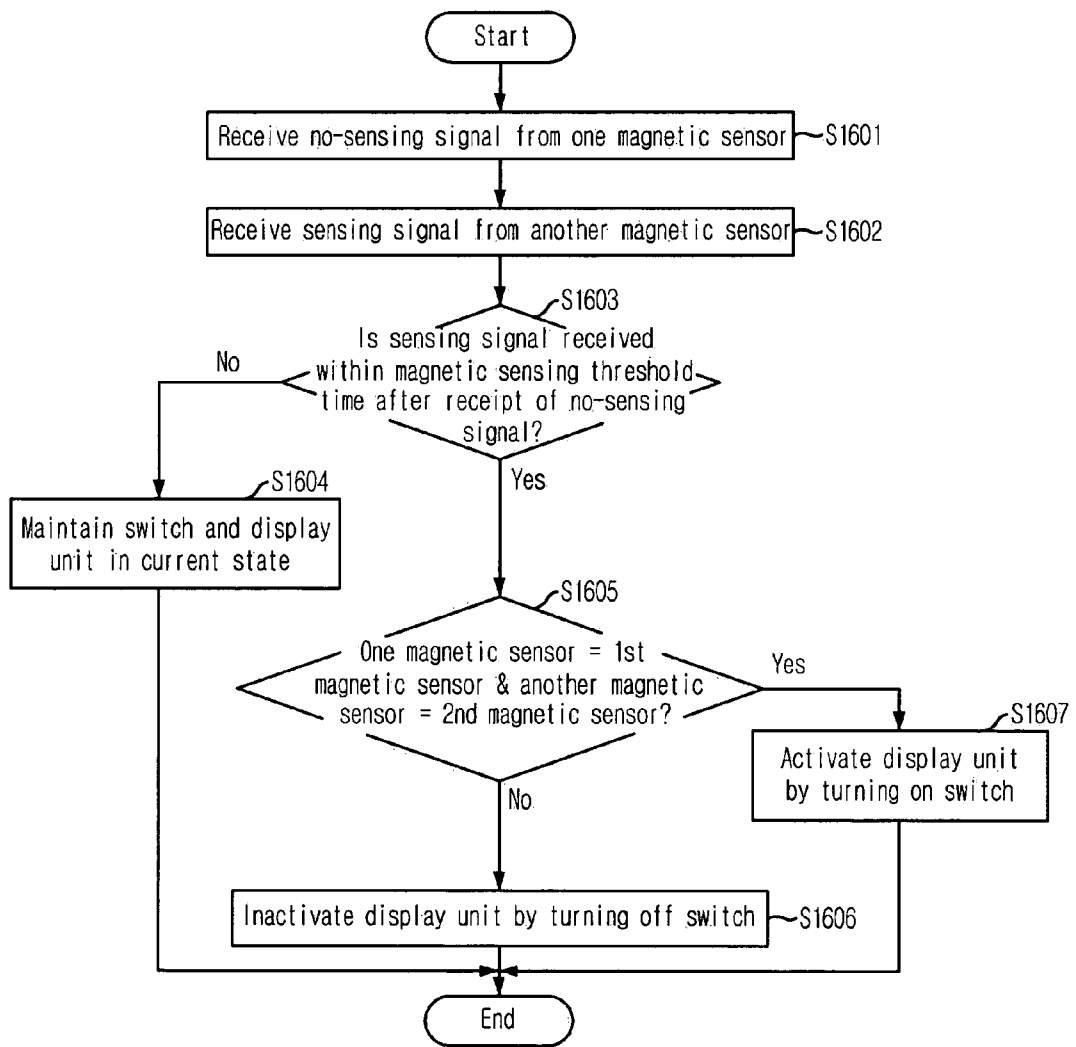 Start
Receive no-sensing signal from one magnetic sensor
S1601
Receive sensing signal from another magnetic sensor
S1602
S1603
Is sensing signal received
within magnetic sensing threshold
time after receipt of no-sensing
signal?
No
Yes
S1604
Maintain switch and display
unit in current state
S1605
One magnetic sensor = 1st
magnetic sensor & another magnetic
sensor = 2nd magnetic sensor?
Yes
No
S1607
Activate display unit
by turning on switch
Inactivate display unit by turning off switch
S1606
End